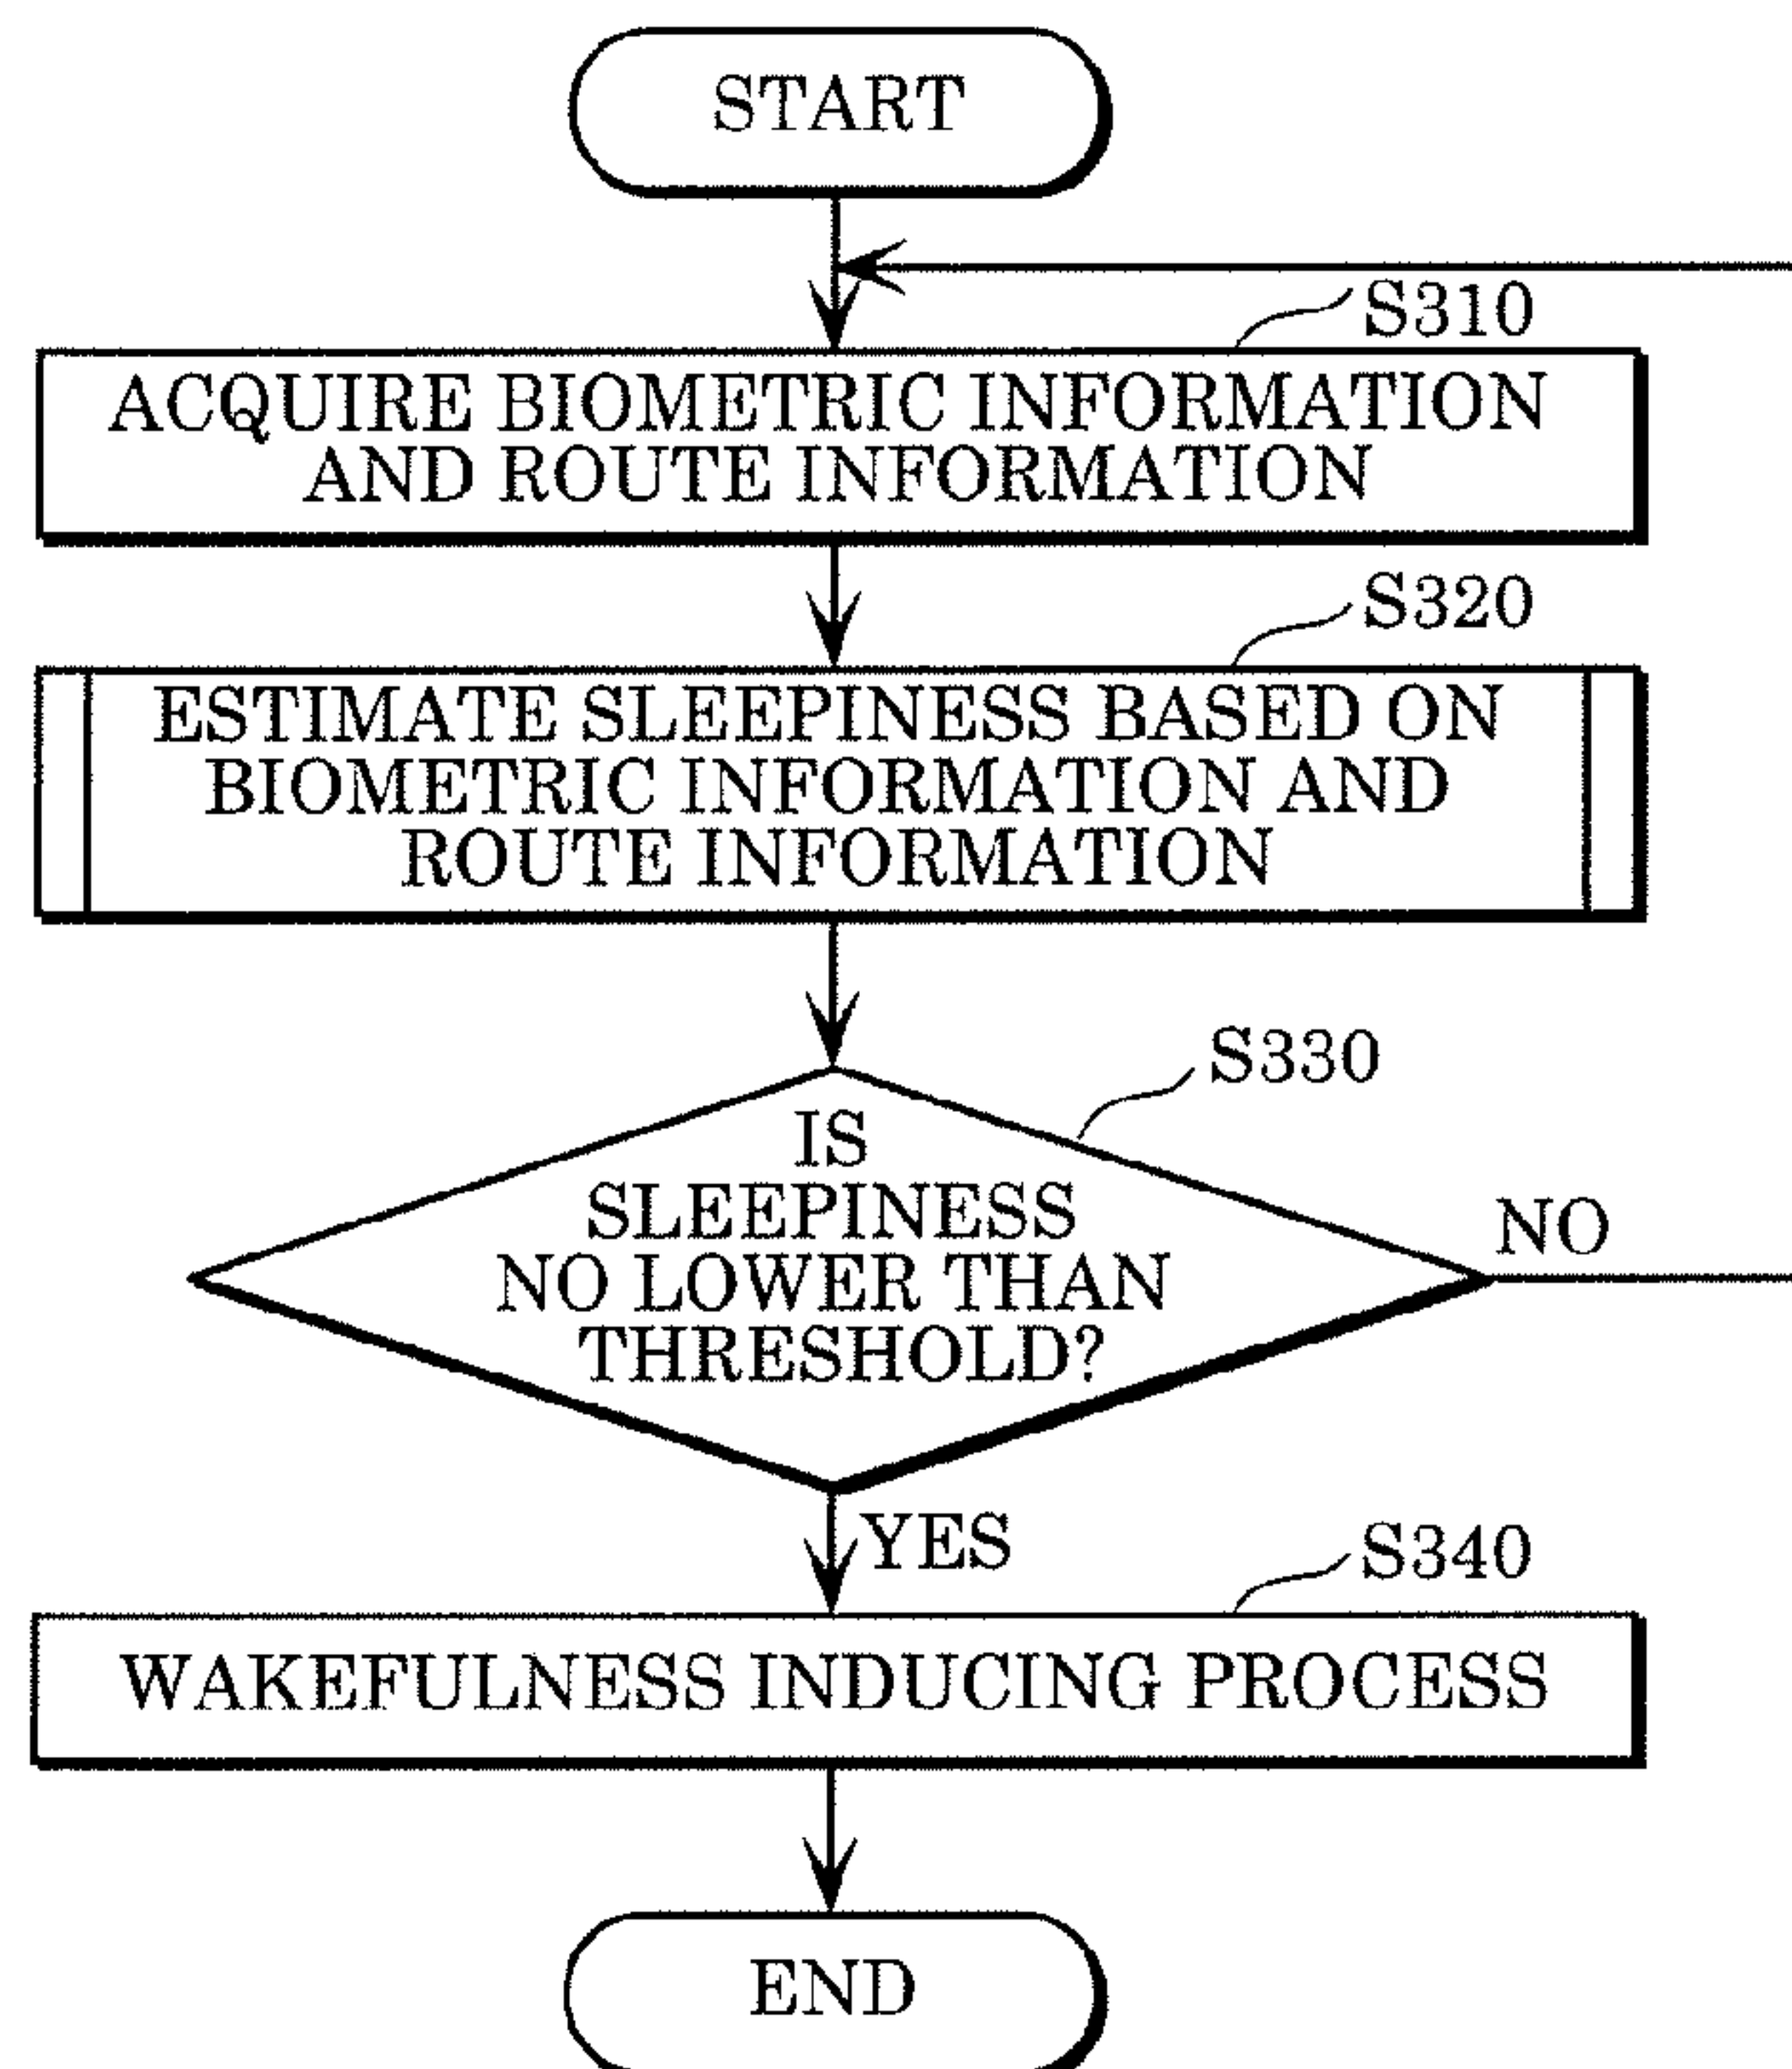 START
S310
ACQUIRE BIOMETRIC INFORMATION
AND ROUTE INFORMATION
S320
ESTIMATE SLEEPINESS BASED ON
BIOMETRIC INFORMATION AND
ROUTE INFORMATION
S330
IS
SLEEPINESS
NO LOWER THAN
THRESHOLD?
NO
YES
S340
WAKEFULNESS INDUCING PROCESS
END